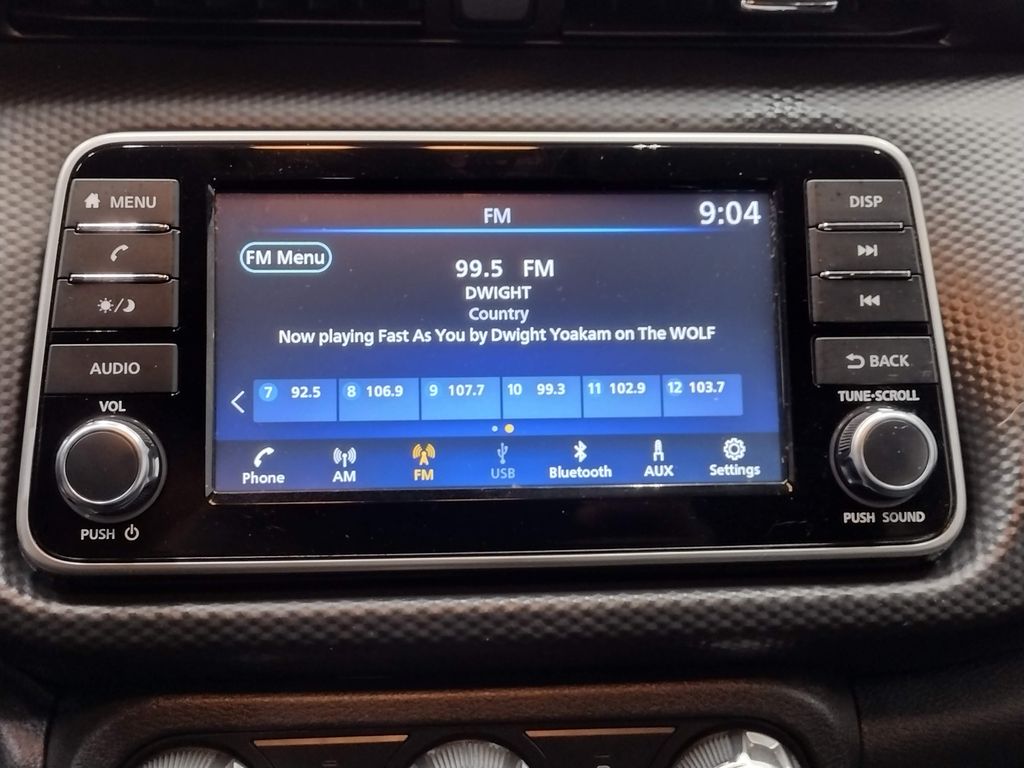 MENU
AUDIO
VOL
PUSH
FM
9:04
FM Menu
99.5 FM
DWIGHT
Country
Now playing Fast As You by Dwight Yoakam on The WOLF
7 92.5 8 106.9 9 107.7 10 99.3 11 102.9 12 103.7
Phone AM FM USB Bluetooth AUX Settings
DISP
BACK
TUNE·SCROLL
PUSH SOUND